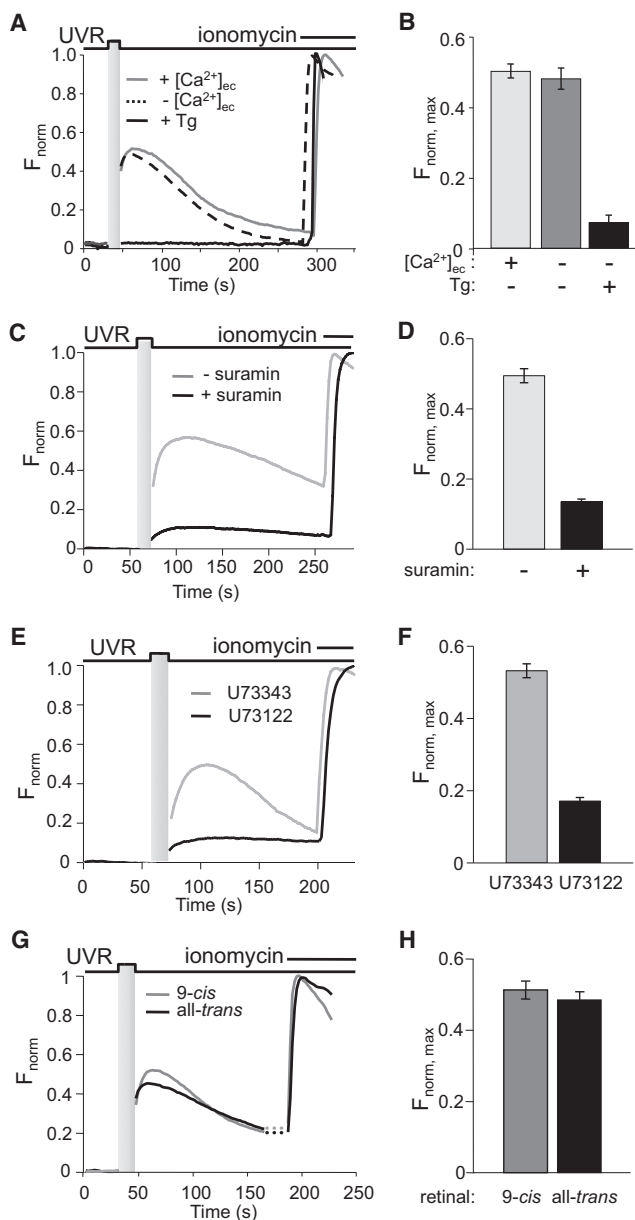 A
UVR
ionomycin
+ [Ca²⁺]ec
- [Ca²⁺]ec
+ Tg
Fnorm
1.0
0.8
0.6
0.4
0.2
0
0 50 100 150 200 250 300
Time (s)
B
Fnorm, max
0.6
0.4
0.2
0
[Ca²⁺]ec : + - -
Tg: - - +
C
UVR
ionomycin
- suramin
+ suramin
Fnorm
1.0
0.8
0.6
0.4
0.2
0
0 50 100 150 200 250
Time (s)
D
Fnorm, max
0.6
0.4
0.2
0
suramin: - +
E
UVR
ionomycin
U73343
U73122
Fnorm
1.0
0.8
0.6
0.4
0.2
0
0 50 100 150 200
Time (s)
F
Fnorm, max
0.6
0.4
0.2
0
U73343 U73122
G
UVR
ionomycin
9-cis
all-trans
Fnorm
1.0
0.8
0.6
0.4
0.2
0
0 50 100 150 200 250
Time (s)
H
Fnorm, max
0.6
0.4
0.2
0
retinal: 9-cis all-trans